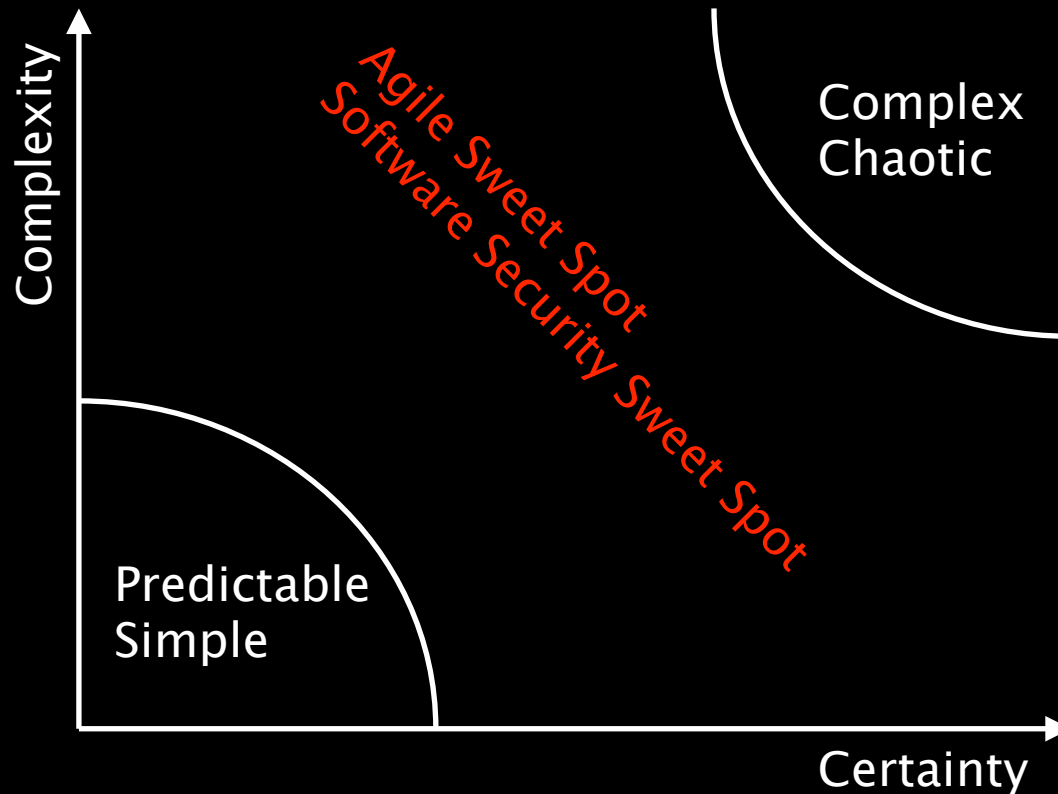 Complexity
Agile Sweet Spot
Software Security Sweet Spot
Complex
Chaotic
Predictable
Simple
Certainty